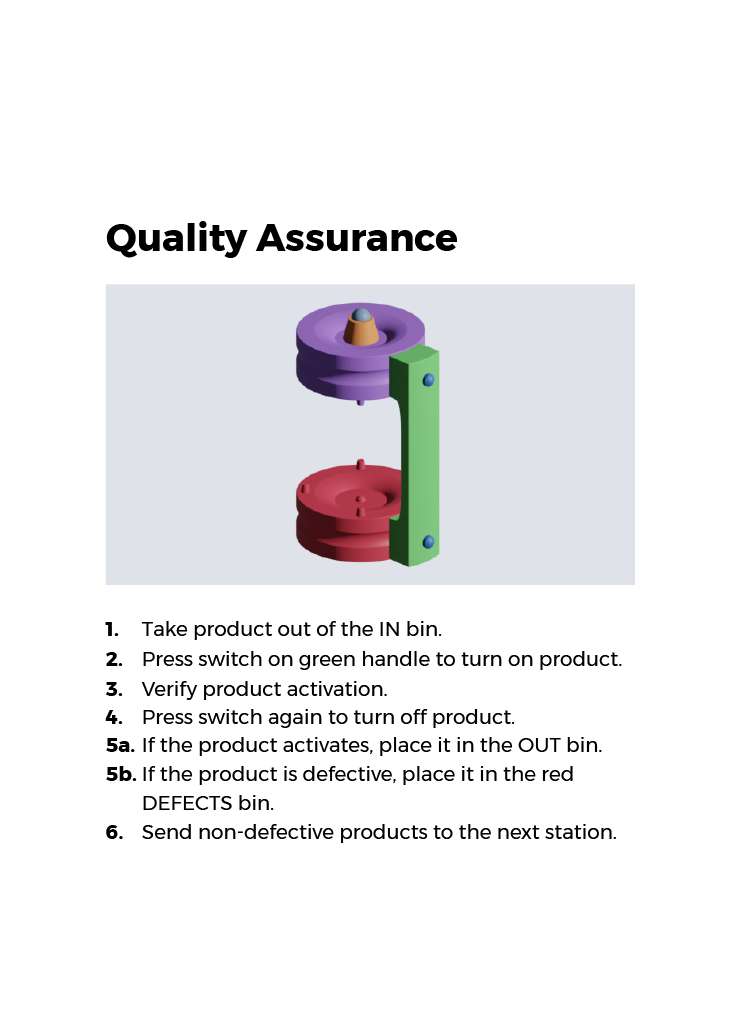 Quality Assurance
1. Take product out of the IN bin.
2. Press switch on green handle to turn on product.
3. Verify product activation.
4. Press switch again to turn off product.
5a. If the product activates, place it in the OUT bin.
5b. If the product is defective, place it in the red
DEFECTS bin.
6. Send non-defective products to the next station.